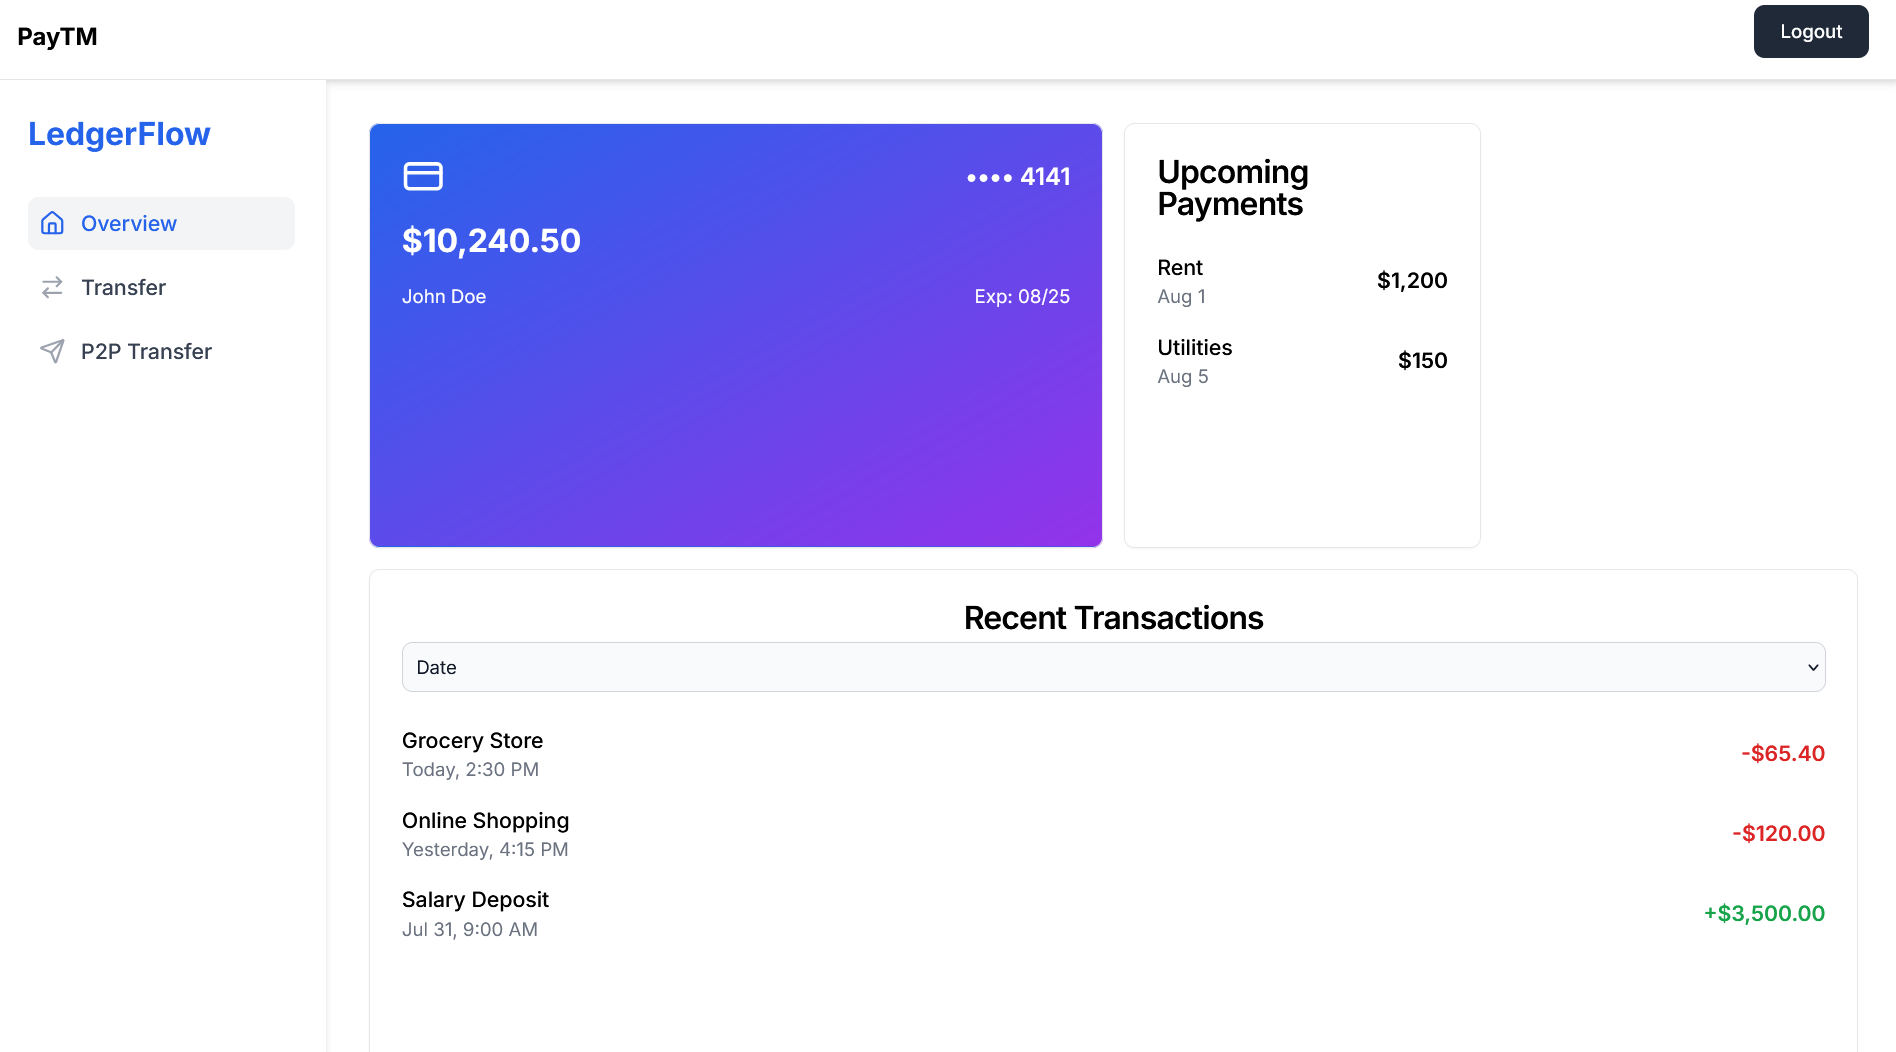 PayTM
Logout
LedgerFlow
Overview
Transfer
P2P Transfer
•••• 4141
$10,240.50
John Doe
Exp: 08/25
Upcoming
Payments
Rent
Aug 1
$1,200
Utilities
Aug 5
$150
Recent Transactions
Date
Grocery Store
Today, 2:30 PM
-$65.40
Online Shopping
Yesterday, 4:15 PM
-$120.00
Salary Deposit
Jul 31, 9:00 AM
+$3,500.00